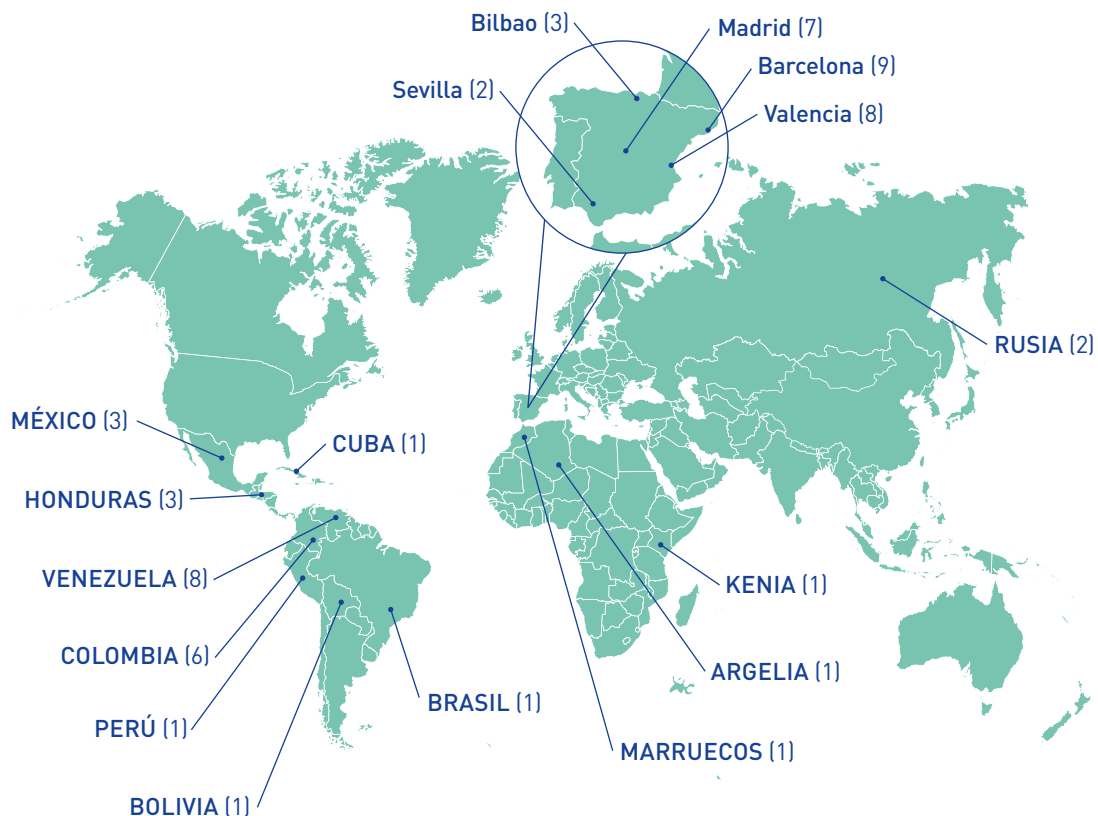 Bilbao (3)
Madrid (7)
Barcelona (9)
Sevilla (2)
Valencia (8)
RUSIA (2)
MÉXICO (3)
CUBA (1)
HONDURAS (3)
VENEZUELA (8)
KENIA (1)
COLOMBIA (6)
ARGELIA (1)
BRASIL (1)
PERÚ (1)
MARRUECOS (1)
BOLIVIA (1)